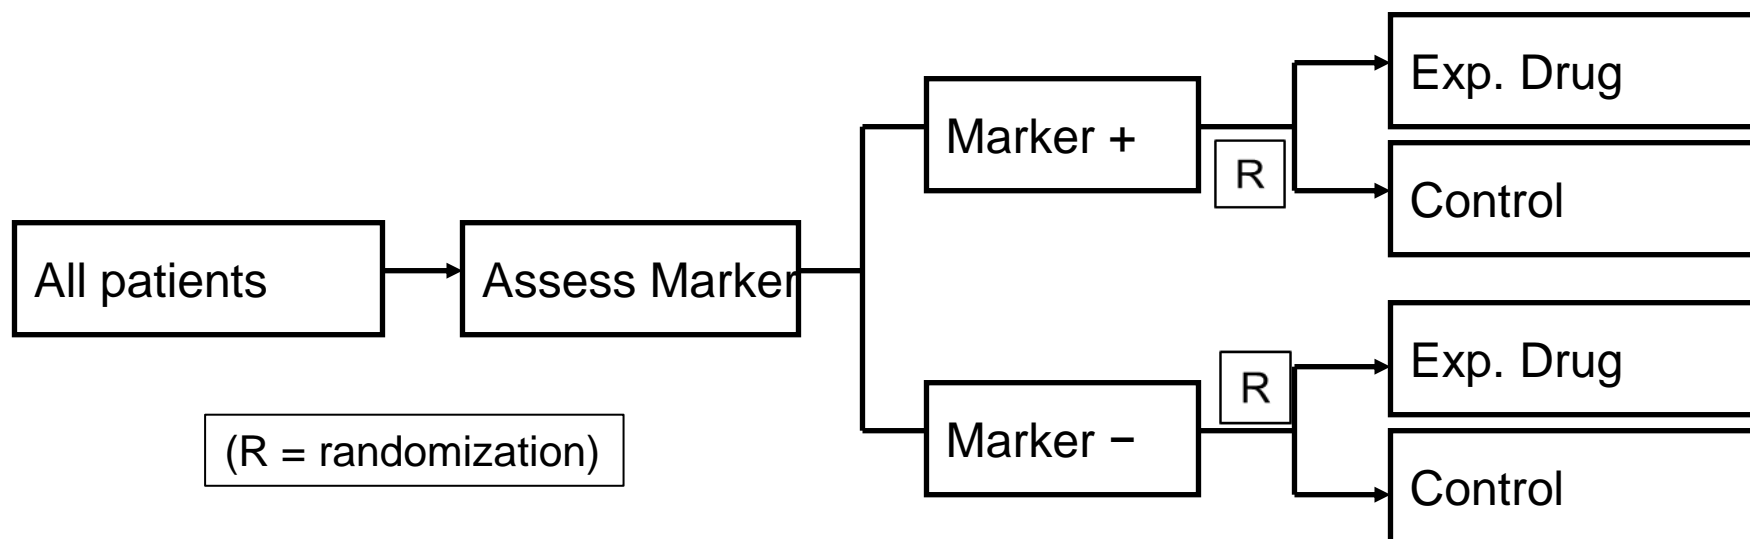 All patients
Assess Marker
Marker +
R
Exp. Drug
Control
Marker −
R
Exp. Drug
Control
(R = randomization)